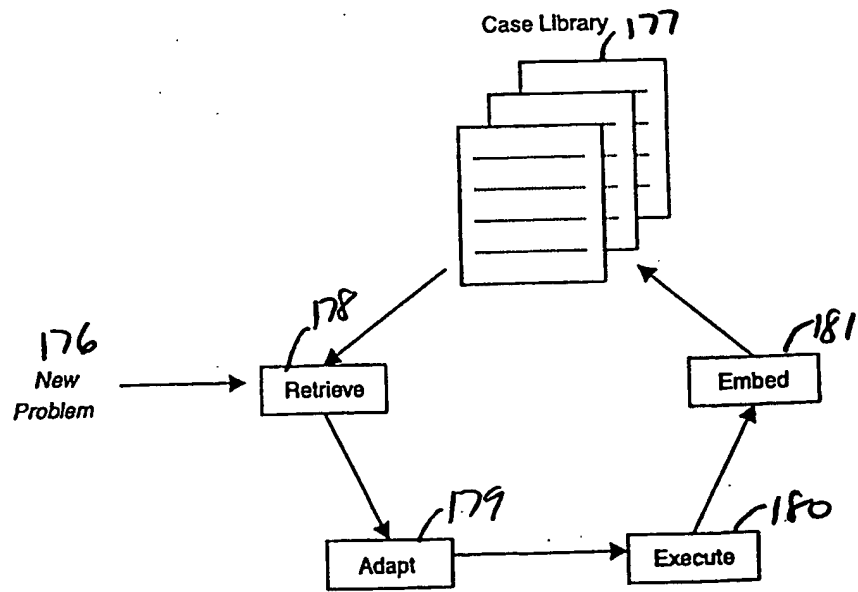 Case Library 177
178
176
New
Problem
Retrieve
181
Embed
179
Adapt
180
Execute